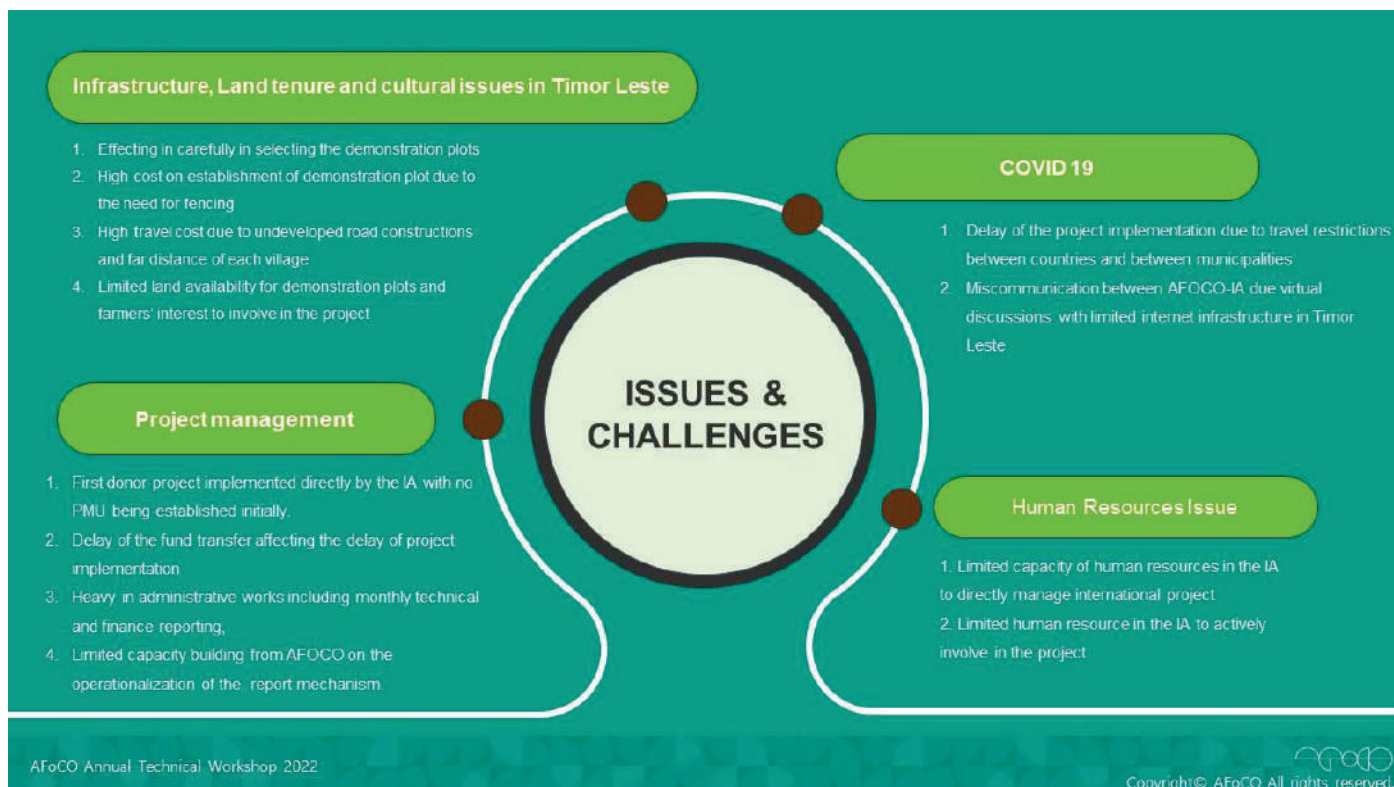 Infrastructure, Land tenure and cultural issues in Timor Leste
1. Effecting in carefully in selecting the demonstration plots
2. High cost on establishment of demonstration plot due to
the need for fencing
3. High travel cost due to undeveloped road constructions
and far distance of each village
4. Limited land availability for demonstration plots and
farmers' interest to involve in the project
Project management
1. First donor project implemented directly by the IA with no
PMU being established initially.
2. Delay of the fund transfer affecting the delay of project
implementation
3. Heavy in administrative works including monthly technical
and finance reporting,
4. Limited capacity building from AFOCO on the
operationalization of the report mechanism.
ISSUES &
CHALLENGES
COVID 19
1. Delay of the project implementation due to travel restrictions
between countries and between municipalities
2. Miscommunication between AFOCO-IA due virtual
discussions with limited internet infrastructure in Timor
Leste
Human Resources Issue
1. Limited capacity of human resources in the IA
to directly manage international project
2. Limited human resource in the IA to actively
involve in the project
AFoCO Annual Technical Workshop 2022
AFoCO
Copyright© AFoCO All rights reserved